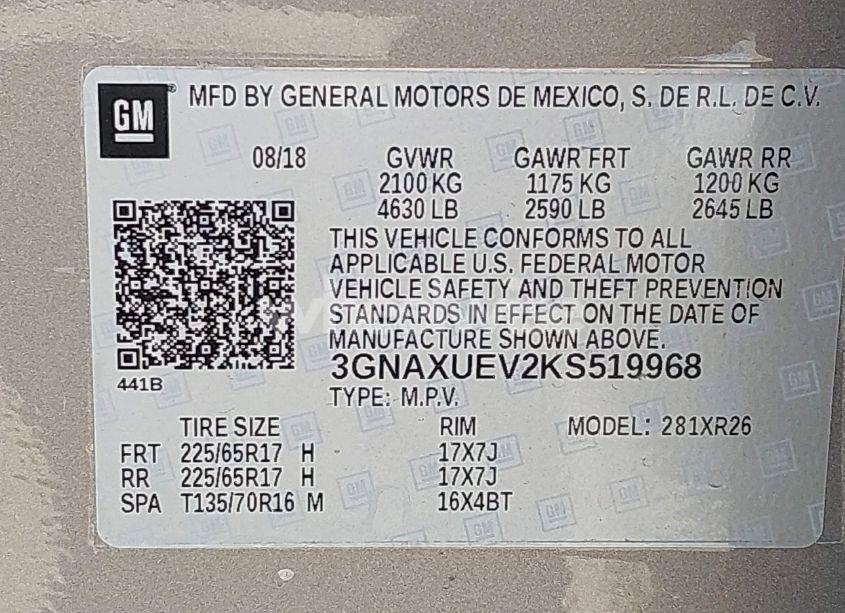 GM® MFD BY GENERAL MOTORS DE MEXICO, S. DE R.L. DE C.V.
08/18 GVWR GAWR FRT GAWR RR
2100 KG 1175 KG 1200 KG
4630 LB 2590 LB 2645 LB
THIS VEHICLE CONFORMS TO ALL
APPLICABLE U.S. FEDERAL MOTOR
VEHICLE SAFETY AND THEFT PREVENTION
STANDARDS IN EFFECT ON THE DATE OF
MANUFACTURE SHOWN ABOVE.
3GNAXUEV2KS519968
441B
TYPE: M.P.V.
TIRE SIZE RIM MODEL: 281XR26
FRT 225/65R17 H 17X7J
RR 225/65R17 H 17X7J
SPA T135/70R16 M 16X4BT